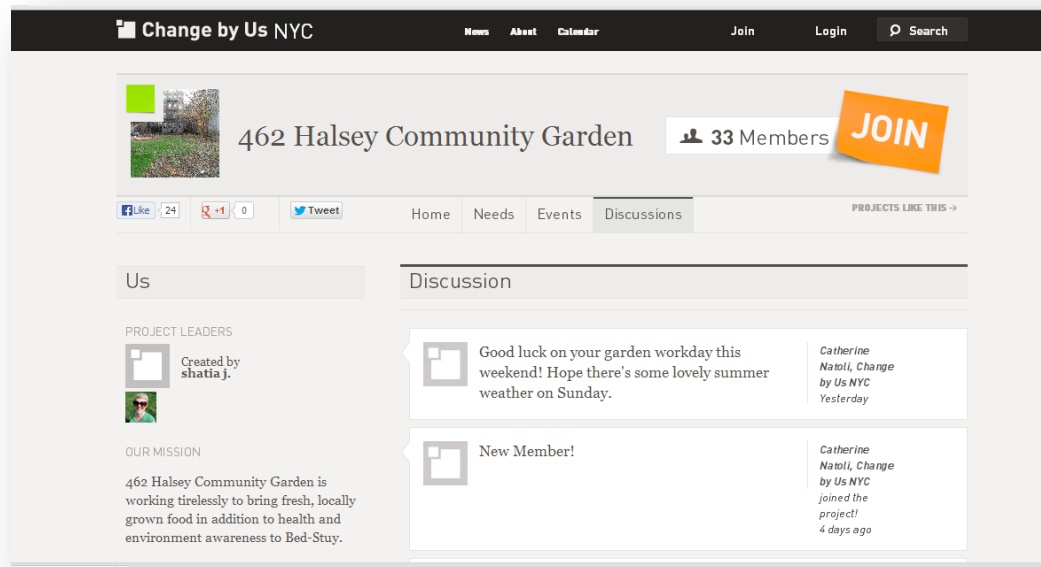 Change by Us NYC
News About Calendar
Join Login Search
462 Halsey Community Garden
33 Members
JOIN
Like 24
g +1 0
Tweet
Home Needs Events Discussions
PROJECTS LIKE THIS →
Us
PROJECT LEADERS
Created by
shatia j.
OUR MISSION
462 Halsey Community Garden is
working tirelessly to bring fresh, locally
grown food in addition to health and
environment awareness to Bed-Stuy.
Discussion
Good luck on your garden workday this
weekend! Hope there's some lovely summer
weather on Sunday.
Catherine
Natoli, Change
by Us NYC
Yesterday
New Member!
Catherine
Natoli, Change
by Us NYC
joined the
project!
4 days ago